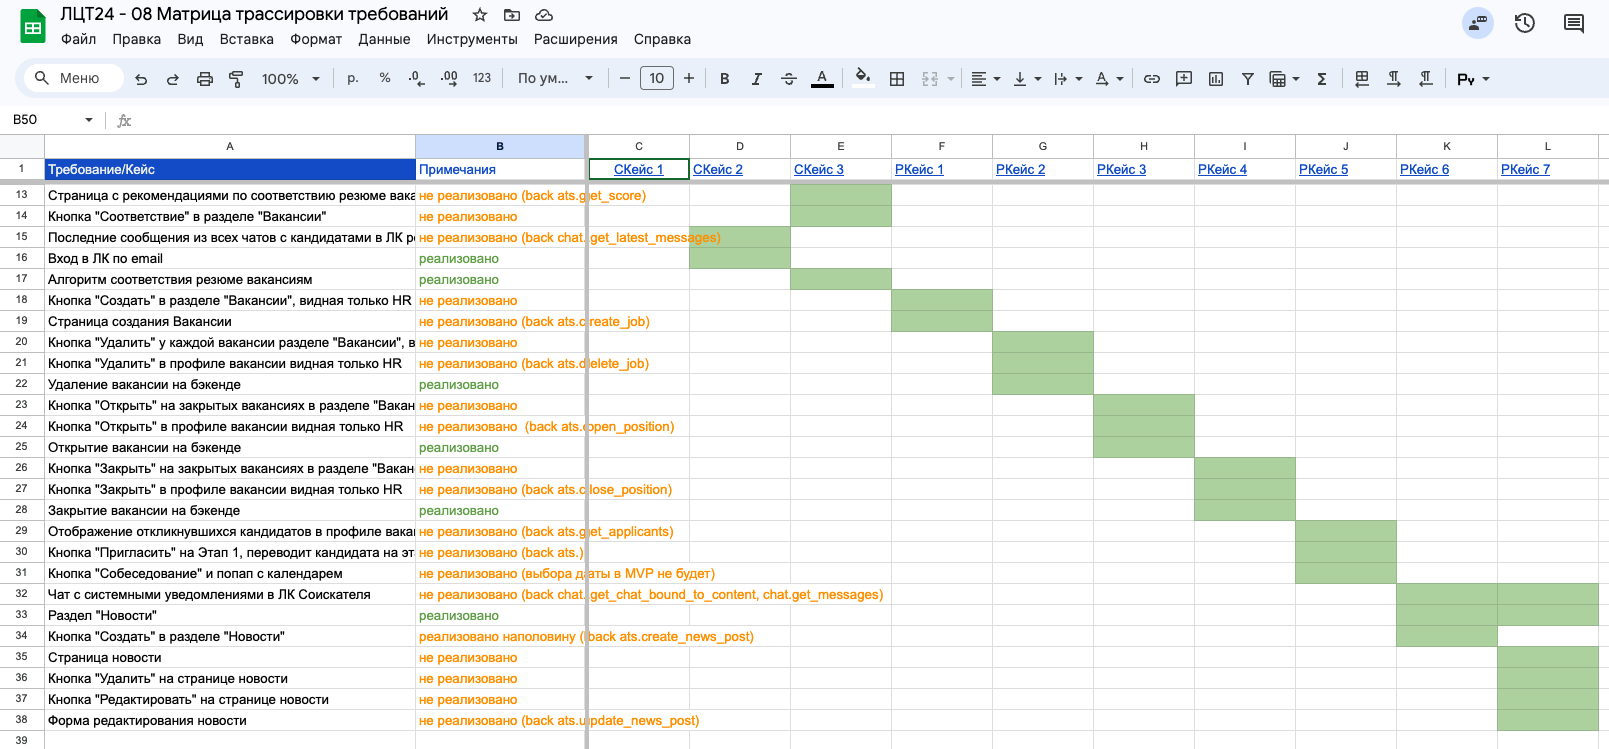 ЛЦТ24 - 08 Матрица трассировки требований
Файл Правка Вид Вставка Формат Данные Инструменты Расширения Справка
Меню 100% р. % .0 .00 123 По ум... 10 B I A Σ Ру
B50 fx
A B C D E F G H I J K L
1 Требование/Кейс Примечания СКейс 1 СКейс 2 СКейс 3 РКейс 1 РКейс 2 РКейс 3 РКейс 4 РКейс 5 РКейс 6 РКейс 7
13 Страница с рекомендациями по соответствию резюме вака не реализовано (back ats.get_score)
14 Кнопка "Соответствие" в разделе "Вакансии" не реализовано
15 Последние сообщения из всех чатов с кандидатами в ЛК р не реализовано (back chat.get_latest_messages)
16 Вход в ЛК по email реализовано
17 Алгоритм соответствия резюме вакансиям реализовано
18 Кнопка "Создать" в разделе "Вакансии", видная только HR не реализовано
19 Страница создания Вакансии не реализовано (back ats.create_job)
20 Кнопка "Удалить" у каждой вакансии разделе "Вакансии", в не реализовано
21 Кнопка "Удалить" в профиле вакансии видная только HR не реализовано (back ats.delete_job)
22 Удаление вакансии на бэкенде реализовано
23 Кнопка "Открыть" на закрытых вакансиях в разделе "Вакан не реализовано
24 Кнопка "Открыть" в профиле вакансии видная только HR не реализовано (back ats.open_position)
25 Открытие вакансии на бэкенде реализовано
26 Кнопка "Закрыть" на закрытых вакансиях в разделе "Вакан не реализовано
27 Кнопка "Закрыть" в профиле вакансии видная только HR не реализовано (back ats.close_position)
28 Закрытие вакансии на бэкенде реализовано
29 Отображение откликнувшихся кандидатов в профиле вака не реализовано (back ats.get_applicants)
30 Кнопка "Пригласить" на Этап 1, переводит кандидата на эт не реализовано (back ats.)
31 Кнопка "Собеседование" и попап с календарем не реализовано (выбора даты в MVP не будет)
32 Чат с системными уведомлениями в ЛК Соискателя не реализовано (back chat.get_chat_bound_to_content, chat.get_messages)
33 Раздел "Новости" реализовано
34 Кнопка "Создать" в разделе "Новости" реализовано наполовину (back ats.create_news_post)
35 Страница новости не реализовано
36 Кнопка "Удалить" на странице новости не реализовано
37 Кнопка "Редактировать" на странице новости не реализовано
38 Форма редактирования новости не реализовано (back ats.update_news_post)
39